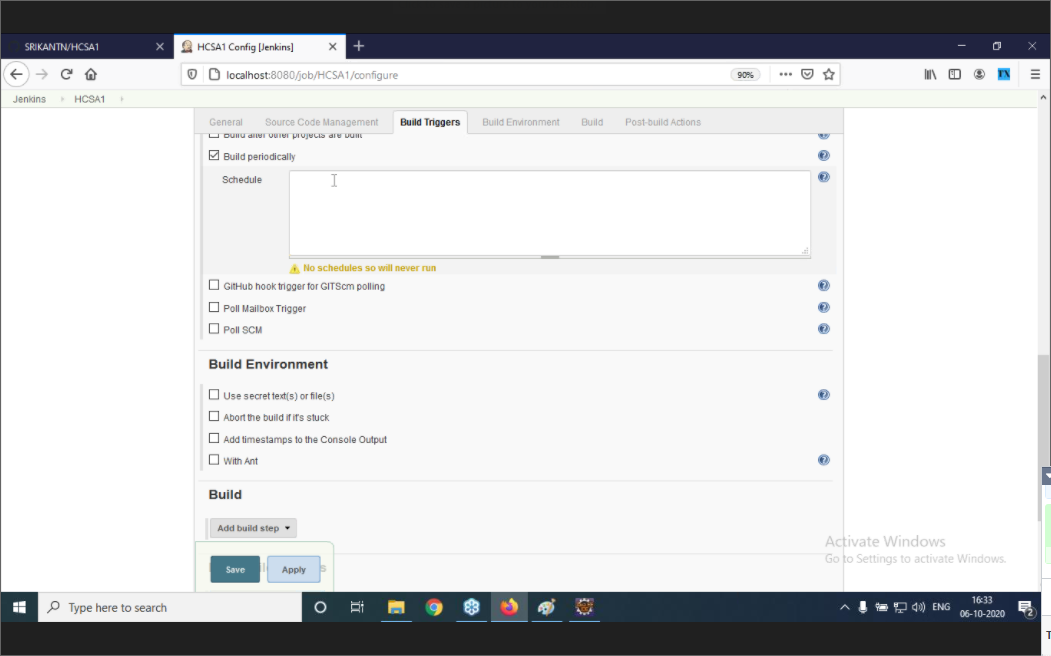 SRIKANTN/HCSA1
HCSA1 Config [Jenkins]
localhost:8080/job/HCSA1/configure
90%
Jenkins
HCSA1
General
Source Code Management
Build Triggers
Build Environment
Build
Post-build Actions
Build after other projects are built
Build periodically
Schedule
No schedules so will never run
GitHub hook trigger for GITScm polling
Poll Mailbox Trigger
Poll SCM
Build Environment
Use secret text(s) or file(s)
Abort the build if it's stuck
Add timestamps to the Console Output
With Ant
Build
Add build step
Activate Windows
Go to Settings to activate Windows.
Save
Apply
Type here to search
ENG
16:33
06-10-2020
2